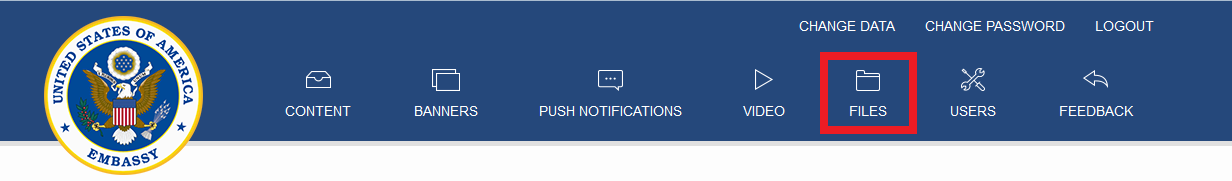 UNITED STATES OF AMERICA
EMBASSY
CHANGE DATA CHANGE PASSWORD LOGOUT
CONTENT BANNERS PUSH NOTIFICATIONS VIDEO FILES USERS FEEDBACK